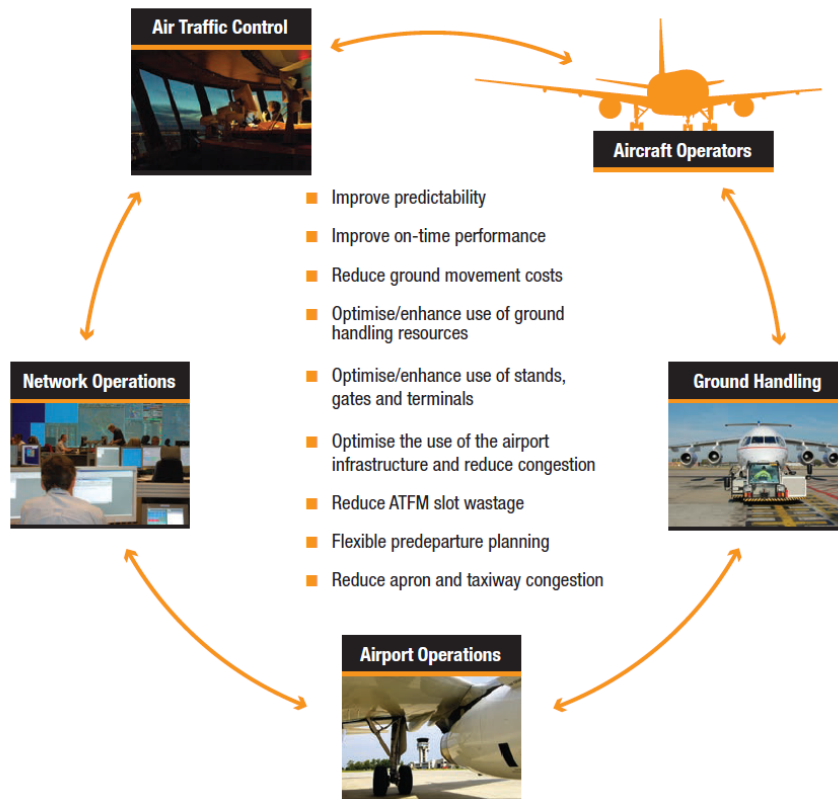 Air Traffic Control
Aircraft Operators
Improve predictability
Improve on-time performance
Reduce ground movement costs
Optimise/enhance use of ground
handling resources
Network Operations
Ground Handling
Optimise/enhance use of stands,
gates and terminals
Optimise the use of the airport
infrastructure and reduce congestion
Reduce ATFM slot wastage
Flexible predeparture planning
Reduce apron and taxiway congestion
Airport Operations